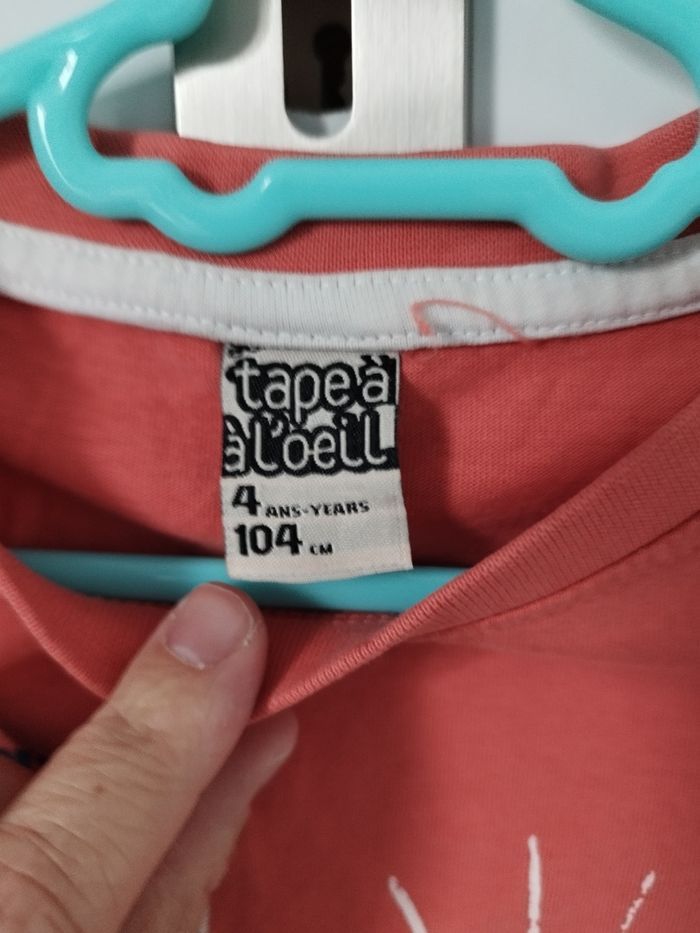 tape à
à l'oeil
4 ANS-YEARS
104 CM